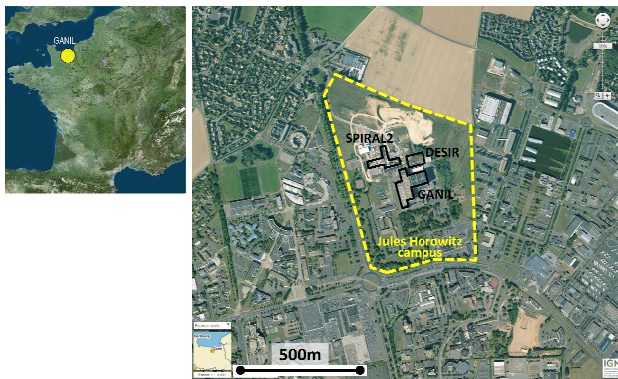 GANIL
SPIRAL2
DESIR
GANIL
Jules Horowitz
campus
500m
IGN